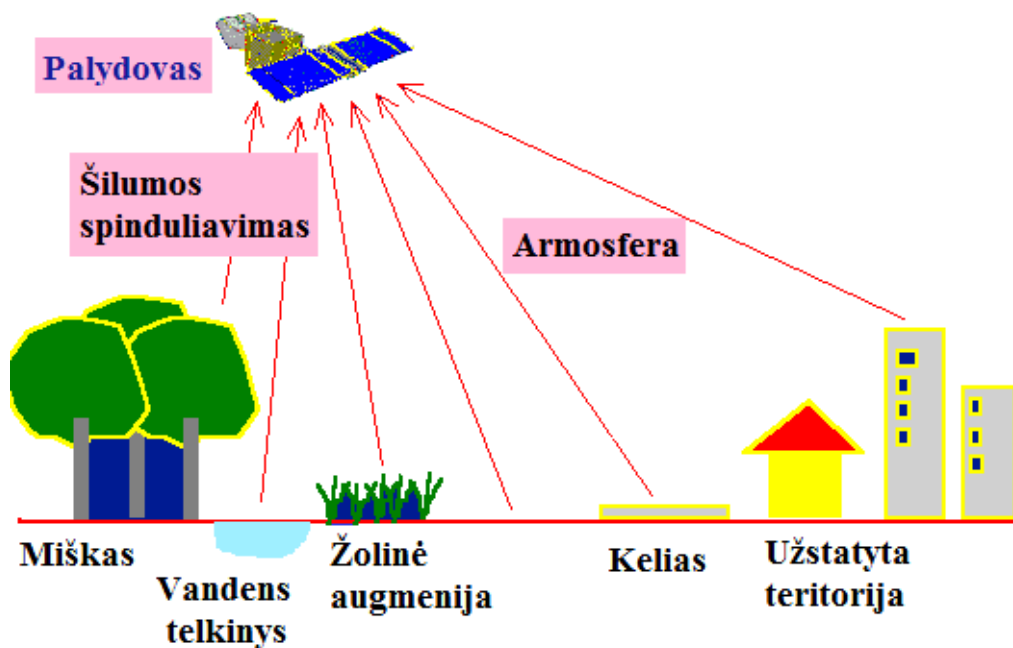 Palydovas
Šilumos
spinduliavimas
Armosfera
Miškas
Vandens
telkinys
Žolinė
augmenija
Kelias
Užstatyta
teritorija